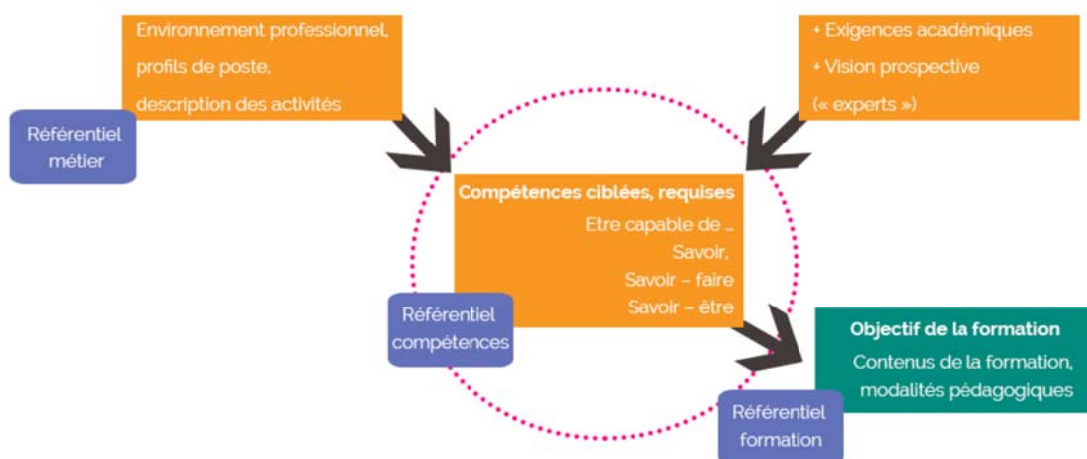 Environnement professionnel,
profils de poste,
description des activités
Référentiel
métier
+ Exigences académiques
+ Vision prospective
(« experts »)
Compétences ciblées, requises
Etre capable de ...
Savoir,
Savoir – faire
Savoir – être
Référentiel
compétences
Objectif de la formation
Contenus de la formation,
modalités pédagogiques
Référentiel
formation